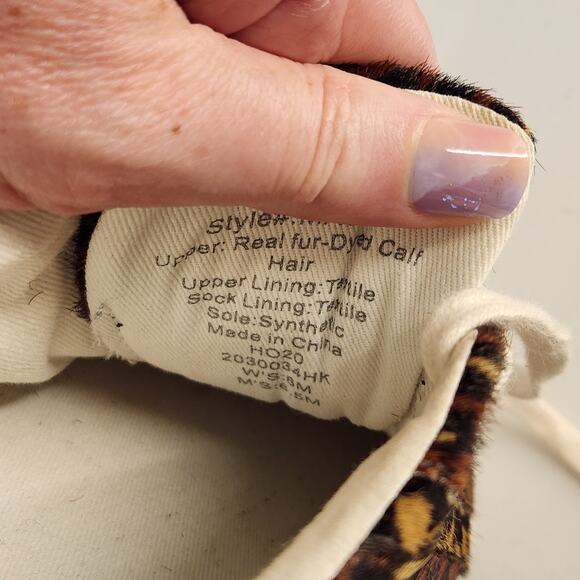 Style#:
Upper: Real fur-Dyed Calf
Hair
Upper Lining:Textile
Sock Lining:Textile
Sole:Synthetic
Made in China
HO20
2030034HK
W'S:8M
M'S:6.5M